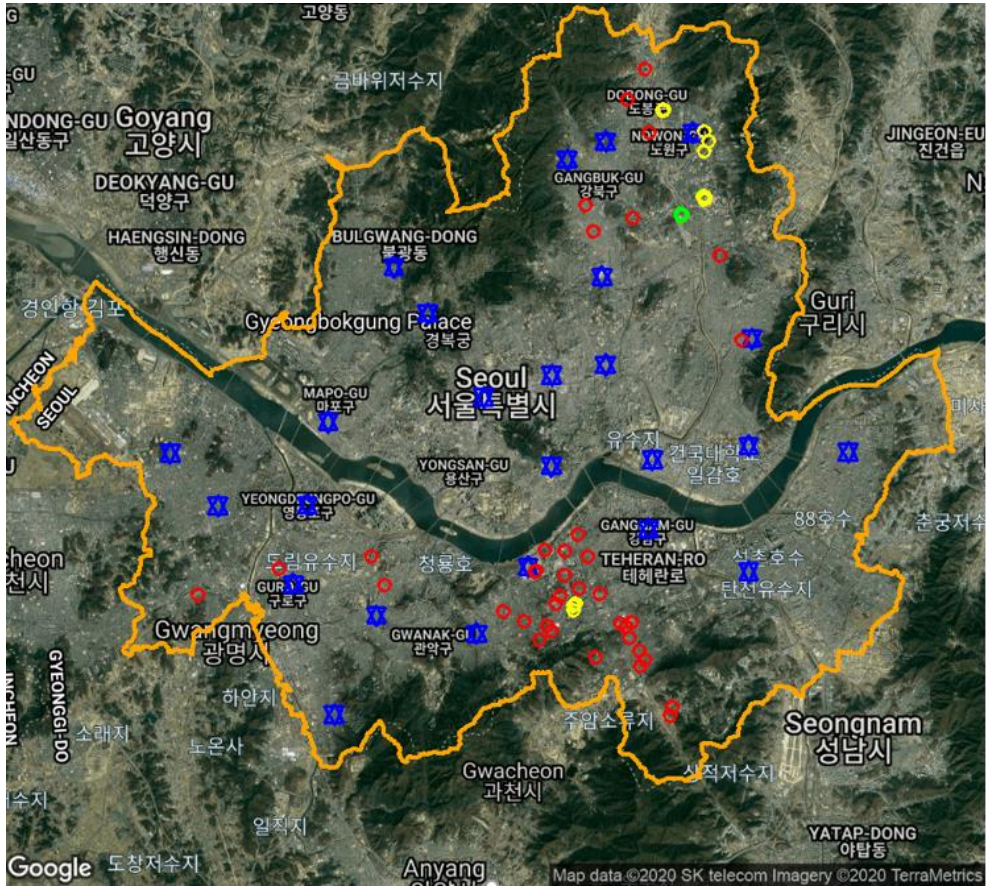 G
고양동
-GU
구
금바위저수지
NDONG-GU
일산동구
Goyang
고양시
DOBONG-GU
도봉구
노원구
JINGEON-EU
진건읍
DEOKYANG-GU
덕양구
GANGBUK-GU
강북구
N
HAENGSIN-DONG
행신동
BULGWANG-DONG
불광동
경인항 김포
Guri
구리시
Gyeongbokgung Palace
경복궁
INCHEON
SEOUL
Seoul
서울특별시
MAPO-GU
마포구
미사
유수지
건국대학교
일감호
YONGSAN-GU
용산구
영등포구
88호수
춘궁저수
cheon
천시
도림유수지
청룡호
강남구
TEHERAN-RO
테헤란로
석촌호수
탄천유수지
구로구
Gwangmyeong
광명시
GWANAK-GU
관악구
GYEONGGI-DO
INCHEON
하안지
소래지
노온사
주암소류지
Seongnam
성남시
Gwacheon
과천시
수지
일직지
YATAP-DONG
야탑동
도창저수지
Anyang
Google
Map data ©2020 SK telecom Imagery ©2020 TerraMetrics